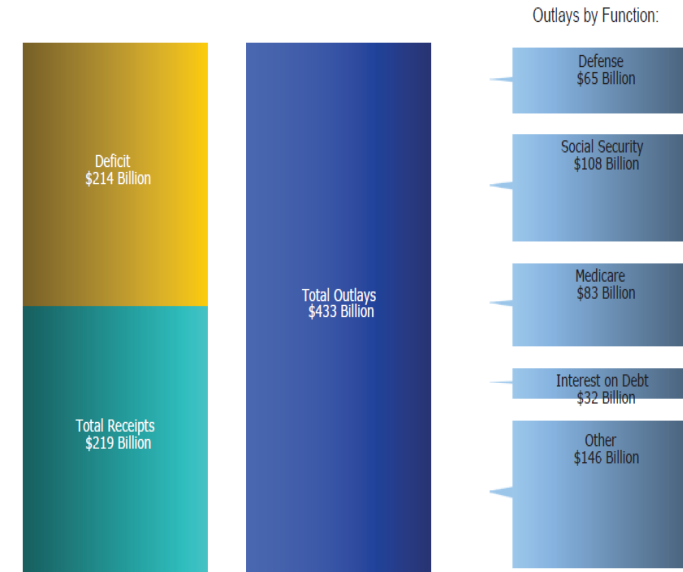 Outlays by Function:
Deficit
$214 Billion
Total Receipts
$219 Billion
Total Outlays
$433 Billion
Defense
$65 Billion
Social Security
$108 Billion
Medicare
$83 Billion
Interest on Debt
$32 Billion
Other
$146 Billion